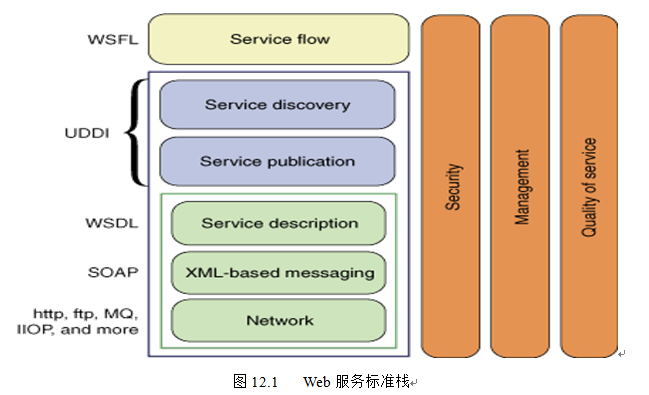 WSFL
Service flow
UDDI
Service discovery
Service publication
WSDL
Service description
SOAP
XML-based messaging
http, ftp, MQ,
IIOP, and more
Network
Security
Management
Quality of service
图 12.1 Web 服务标准栈